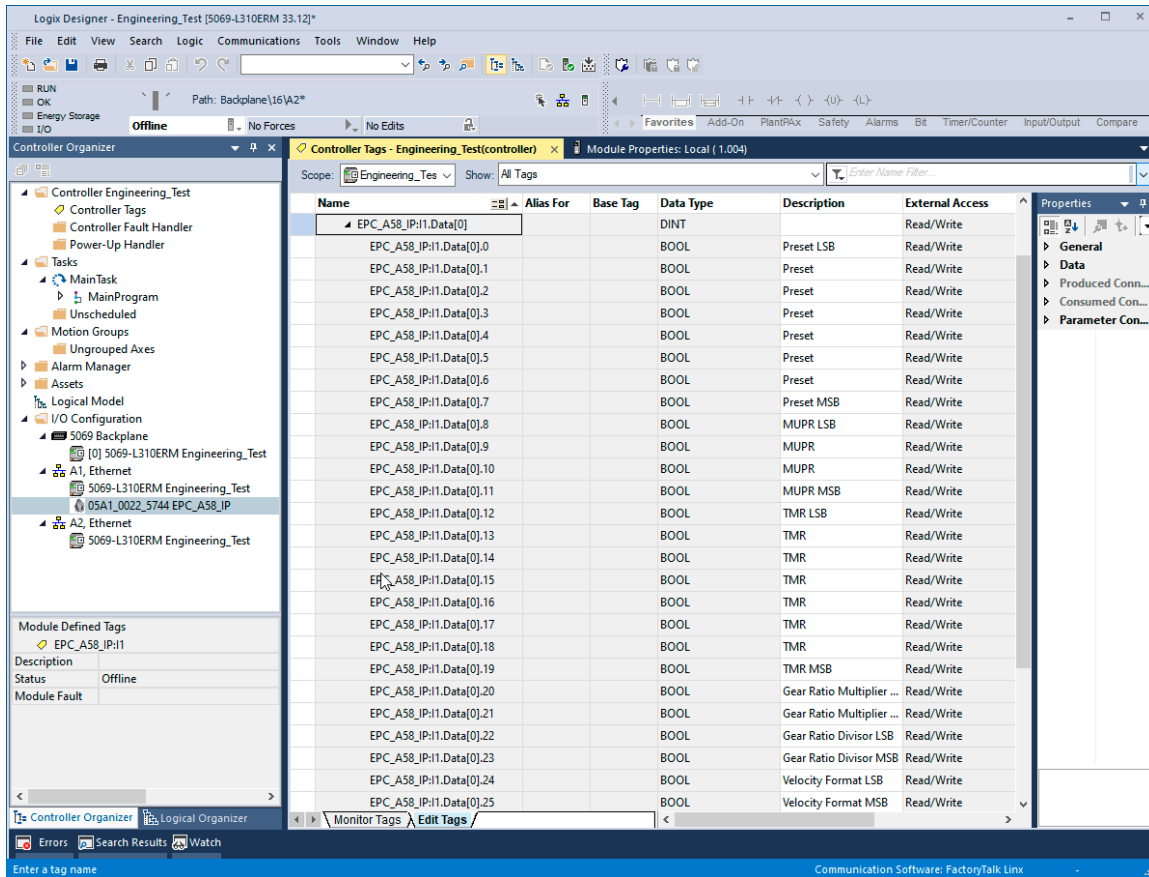 Logix Designer - Engineering_Test [5069-L310ERM 33.12]*
File Edit View Search Logic Communications Tools Window Help
RUN
OK
Energy Storage
I/O
Path: Backplane\16\A2*
Offline
No Forces
No Edits
Favorites Add-On PlantPAx Safety Alarms Bit Timer/Counter Input/Output Compare
Controller Organizer
Controller Engineering_Test
Controller Tags
Controller Fault Handler
Power-Up Handler
Tasks
MainTask
MainProgram
Unscheduled
Motion Groups
Ungrouped Axes
Alarm Manager
Assets
Logical Model
I/O Configuration
5069 Backplane
[0] 5069-L310ERM Engineering_Test
A1, Ethernet
5069-L310ERM Engineering_Test
05A1_0022_5744 EPC_A58_IP
A2, Ethernet
5069-L310ERM Engineering_Test
Module Defined Tags
EPC_A58_IP:I1
Description
Status Offline
Module Fault
Controller Organizer Logical Organizer
Controller Tags - Engineering_Test(controller) Module Properties: Local ( 1.004)
Scope: Engineering_Tes Show: All Tags Enter Name Filter...
Name Alias For Base Tag Data Type Description External Access
EPC_A58_IP:I1.Data[0] DINT Read/Write
EPC_A58_IP:I1.Data[0].0 BOOL Preset LSB Read/Write
EPC_A58_IP:I1.Data[0].1 BOOL Preset Read/Write
EPC_A58_IP:I1.Data[0].2 BOOL Preset Read/Write
EPC_A58_IP:I1.Data[0].3 BOOL Preset Read/Write
EPC_A58_IP:I1.Data[0].4 BOOL Preset Read/Write
EPC_A58_IP:I1.Data[0].5 BOOL Preset Read/Write
EPC_A58_IP:I1.Data[0].6 BOOL Preset Read/Write
EPC_A58_IP:I1.Data[0].7 BOOL Preset MSB Read/Write
EPC_A58_IP:I1.Data[0].8 BOOL MUPR LSB Read/Write
EPC_A58_IP:I1.Data[0].9 BOOL MUPR Read/Write
EPC_A58_IP:I1.Data[0].10 BOOL MUPR Read/Write
EPC_A58_IP:I1.Data[0].11 BOOL MUPR MSB Read/Write
EPC_A58_IP:I1.Data[0].12 BOOL TMR LSB Read/Write
EPC_A58_IP:I1.Data[0].13 BOOL TMR Read/Write
EPC_A58_IP:I1.Data[0].14 BOOL TMR Read/Write
EPC_A58_IP:I1.Data[0].15 BOOL TMR Read/Write
EPC_A58_IP:I1.Data[0].16 BOOL TMR Read/Write
EPC_A58_IP:I1.Data[0].17 BOOL TMR Read/Write
EPC_A58_IP:I1.Data[0].18 BOOL TMR Read/Write
EPC_A58_IP:I1.Data[0].19 BOOL TMR MSB Read/Write
EPC_A58_IP:I1.Data[0].20 BOOL Gear Ratio Multiplier ... Read/Write
EPC_A58_IP:I1.Data[0].21 BOOL Gear Ratio Multiplier ... Read/Write
EPC_A58_IP:I1.Data[0].22 BOOL Gear Ratio Divisor LSB Read/Write
EPC_A58_IP:I1.Data[0].23 BOOL Gear Ratio Divisor MSB Read/Write
EPC_A58_IP:I1.Data[0].24 BOOL Velocity Format LSB Read/Write
EPC_A58_IP:I1.Data[0].25 BOOL Velocity Format MSB Read/Write
Monitor Tags Edit Tags
Properties
General
Data
Produced Conn...
Consumed Con...
Parameter Con...
Errors Search Results Watch
Enter a tag name Communication Software: FactoryTalk Linx